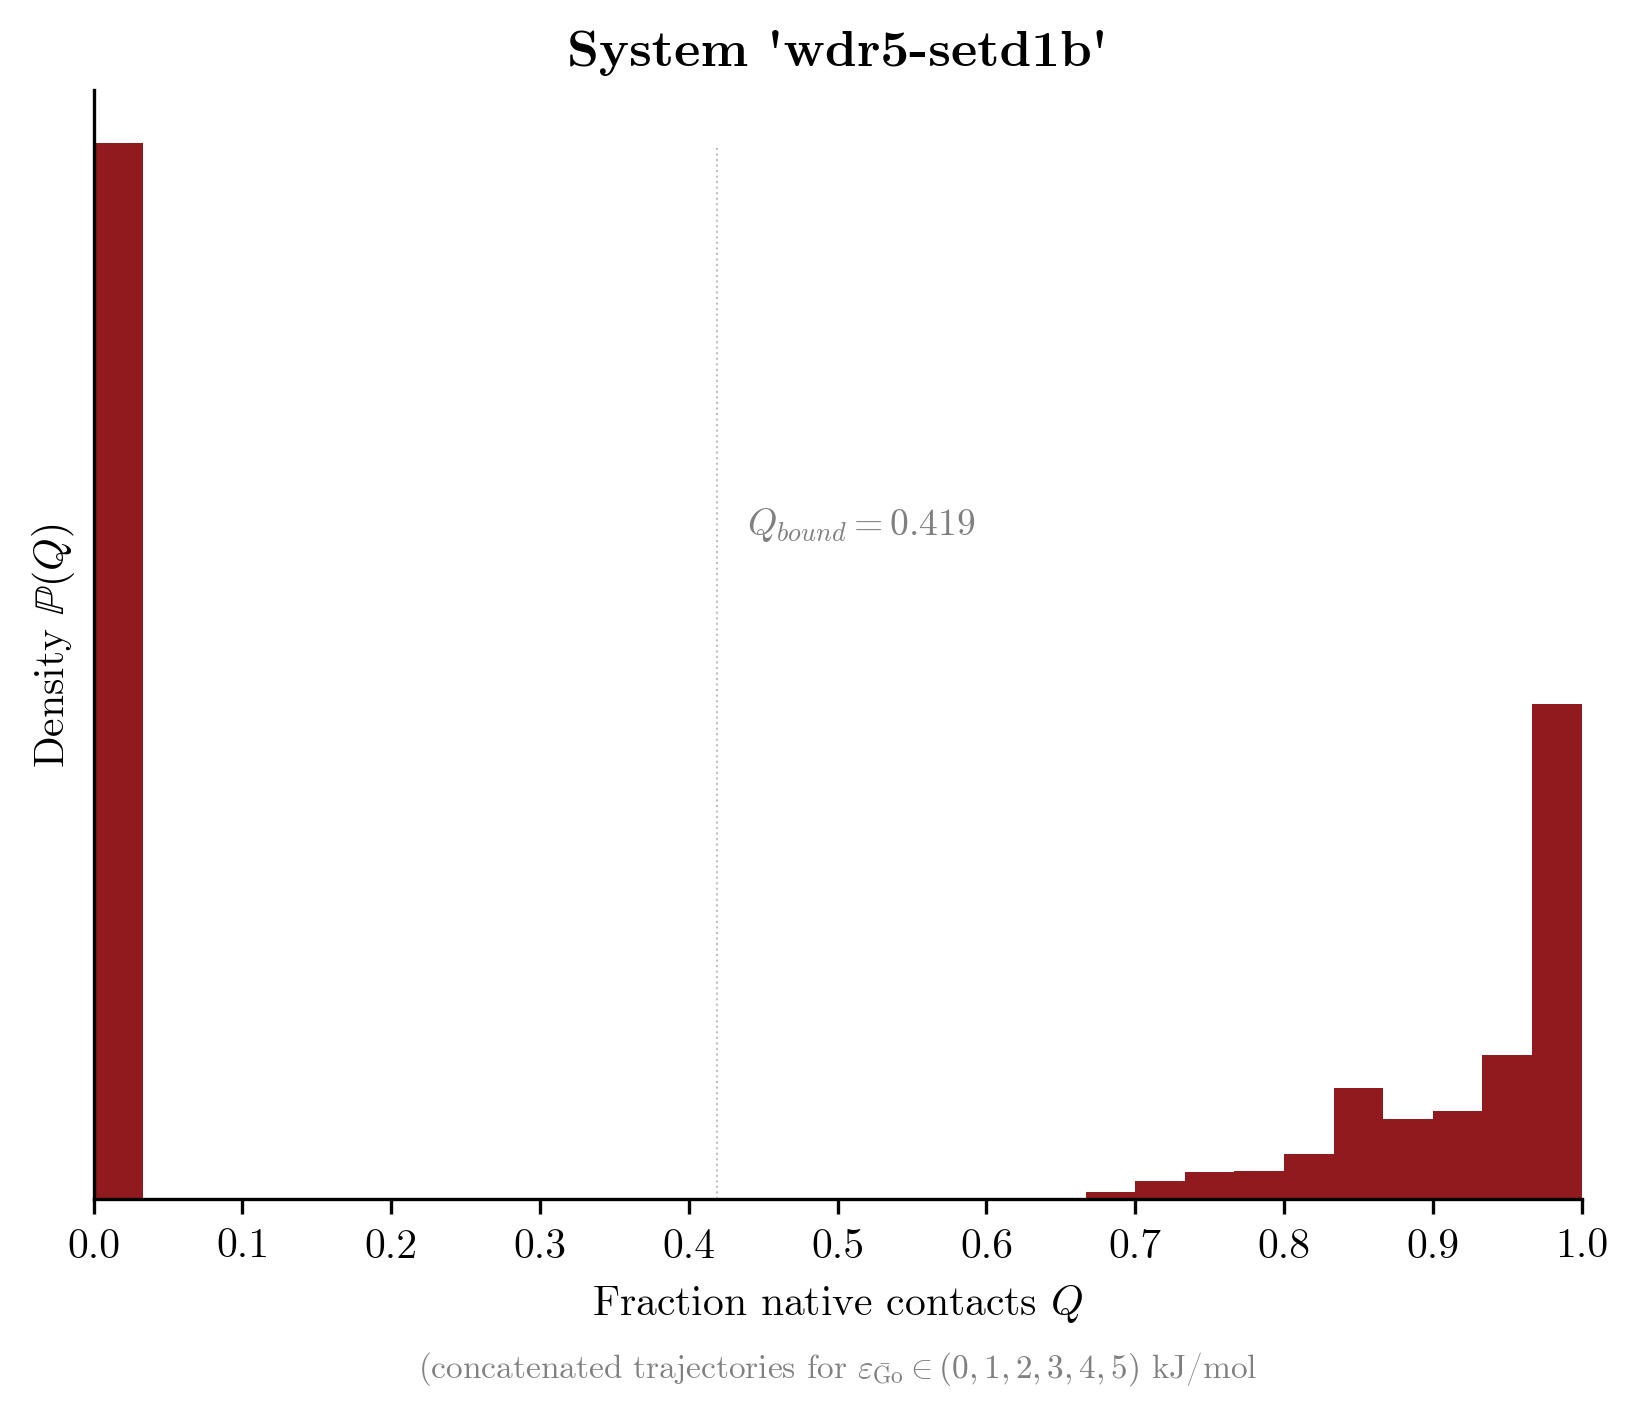 System 'wdr5-setd1b'
Density ℙ(Q)
Q_bound = 0.419
0.0 0.1 0.2 0.3 0.4 0.5 0.6 0.7 0.8 0.9 1.0
Fraction native contacts Q
(concatenated trajectories for ε_Ḡo ∈ (0, 1, 2, 3, 4, 5) kJ/mol